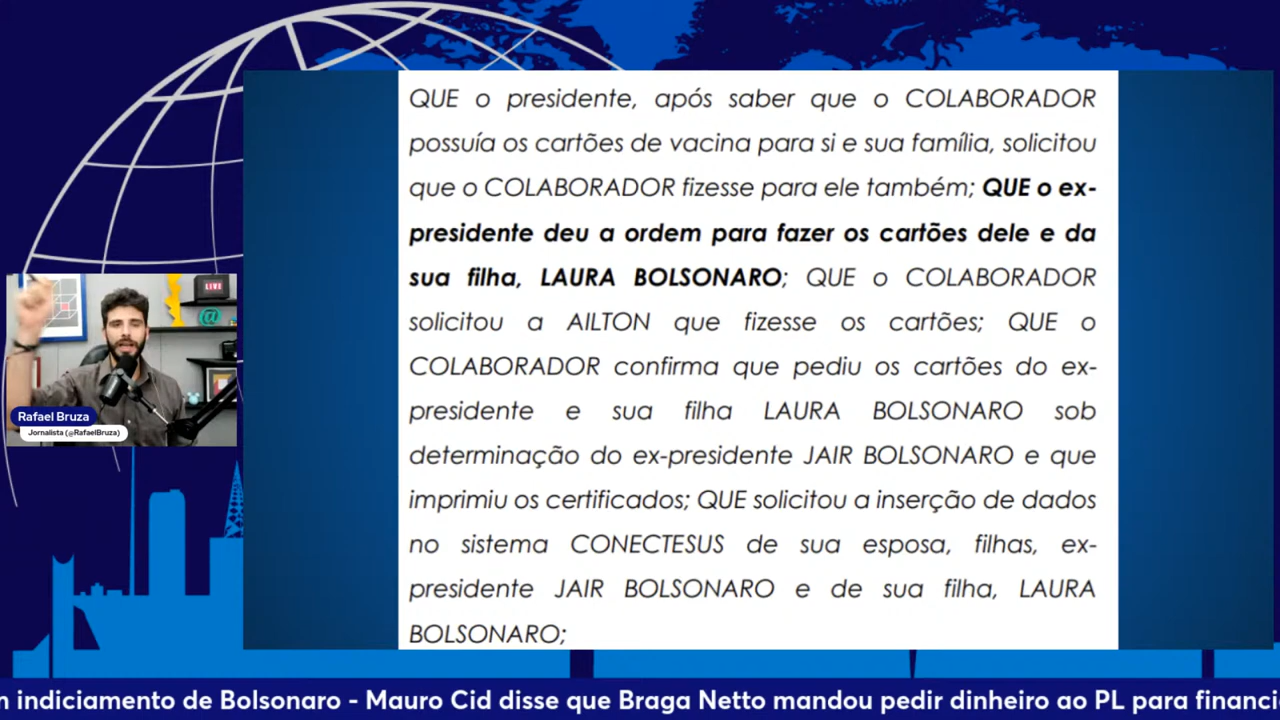 QUE o presidente, após saber que o COLABORADOR
possuía os cartões de vacina para si e sua família, solicitou
que o COLABORADOR fizesse para ele também; QUE o ex-
presidente deu a ordem para fazer os cartões dele e da
sua filha, LAURA BOLSONARO; QUE o COLABORADOR
solicitou a AILTON que fizesse os cartões; QUE o
COLABORADOR confirma que pediu os cartões do ex-
presidente e sua filha LAURA BOLSONARO sob
determinação do ex-presidente JAIR BOLSONARO e que
imprimiu os certificados; QUE solicitou a inserção de dados
no sistema CONECTESUS de sua esposa, filhas, ex-
presidente JAIR BOLSONARO e de sua filha, LAURA
BOLSONARO;
LIVE
@
Rafael Bruza
Jornalista (@RafaelBruza)
indiciamento de Bolsonaro - Mauro Cid disse que Braga Netto mandou pedir dinheiro ao PL para financi